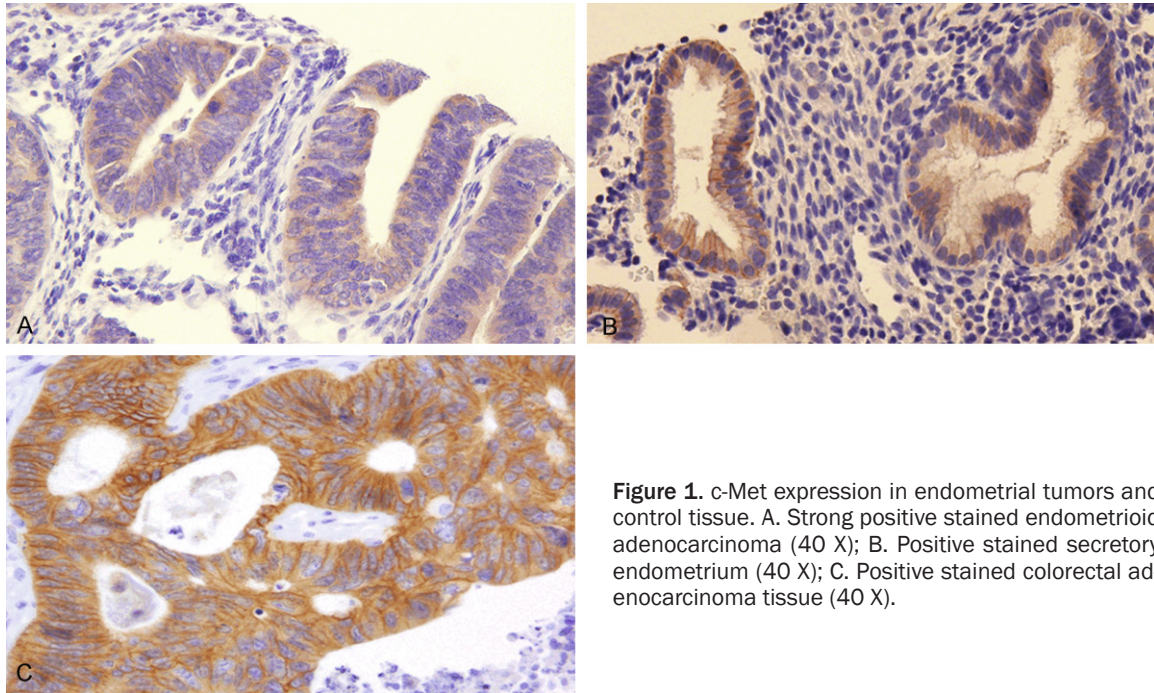 A
B
C
Figure 1. c-Met expression in endometrial tumors and
control tissue. A. Strong positive stained endometrioid
adenocarcinoma (40 X); B. Positive stained secretory
endometrium (40 X); C. Positive stained colorectal ad-
enocarcinoma tissue (40 X).